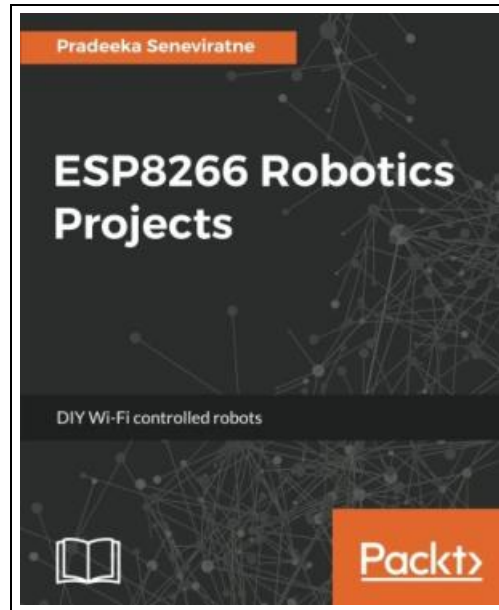 Pradeeka Seneviratne
ESP8266 Robotics
Projects
DIY Wi-Fi controlled robots
Packt>